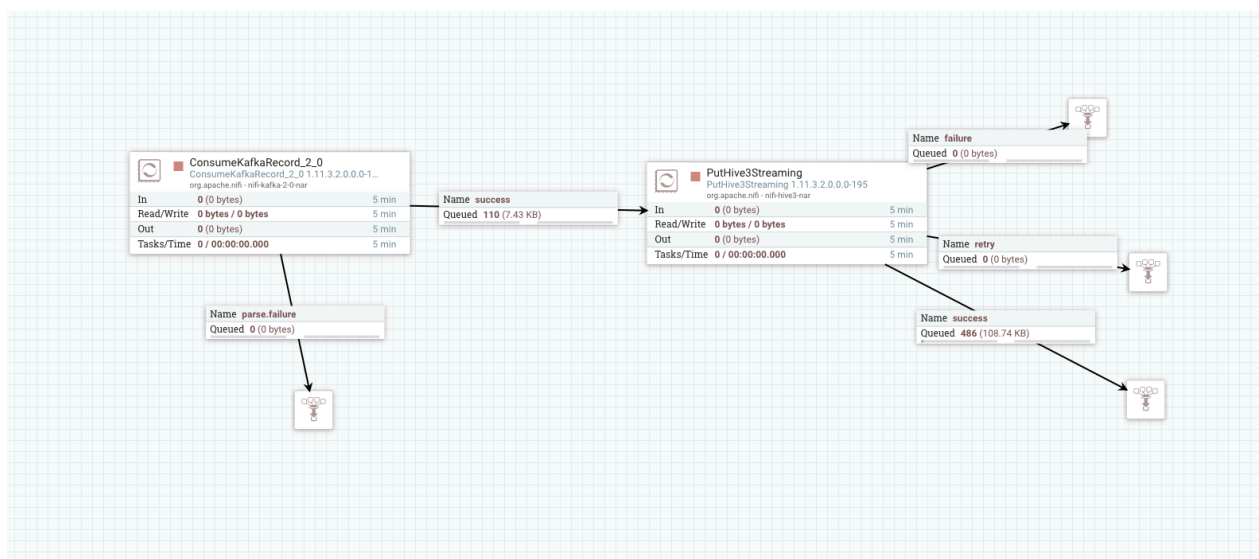 ConsumeKafkaRecord_2_0
ConsumeKafkaRecord_2_0 1.11.3.2.0.0.0-1...
org.apache.nifi - nifi-kafka-2-0-nar
In 0 (0 bytes) 5 min
Read/Write 0 bytes / 0 bytes 5 min
Out 0 (0 bytes) 5 min
Tasks/Time 0 / 00:00:00.000 5 min
Name success
Queued 110 (7.43 KB)
Name parse.failure
Queued 0 (0 bytes)
PutHive3Streaming
PutHive3Streaming 1.11.3.2.0.0.0-195
org.apache.nifi - nifi-hive3-nar
In 0 (0 bytes) 5 min
Read/Write 0 bytes / 0 bytes 5 min
Out 0 (0 bytes) 5 min
Tasks/Time 0 / 00:00:00.000 5 min
Name failure
Queued 0 (0 bytes)
Name retry
Queued 0 (0 bytes)
Name success
Queued 486 (108.74 KB)